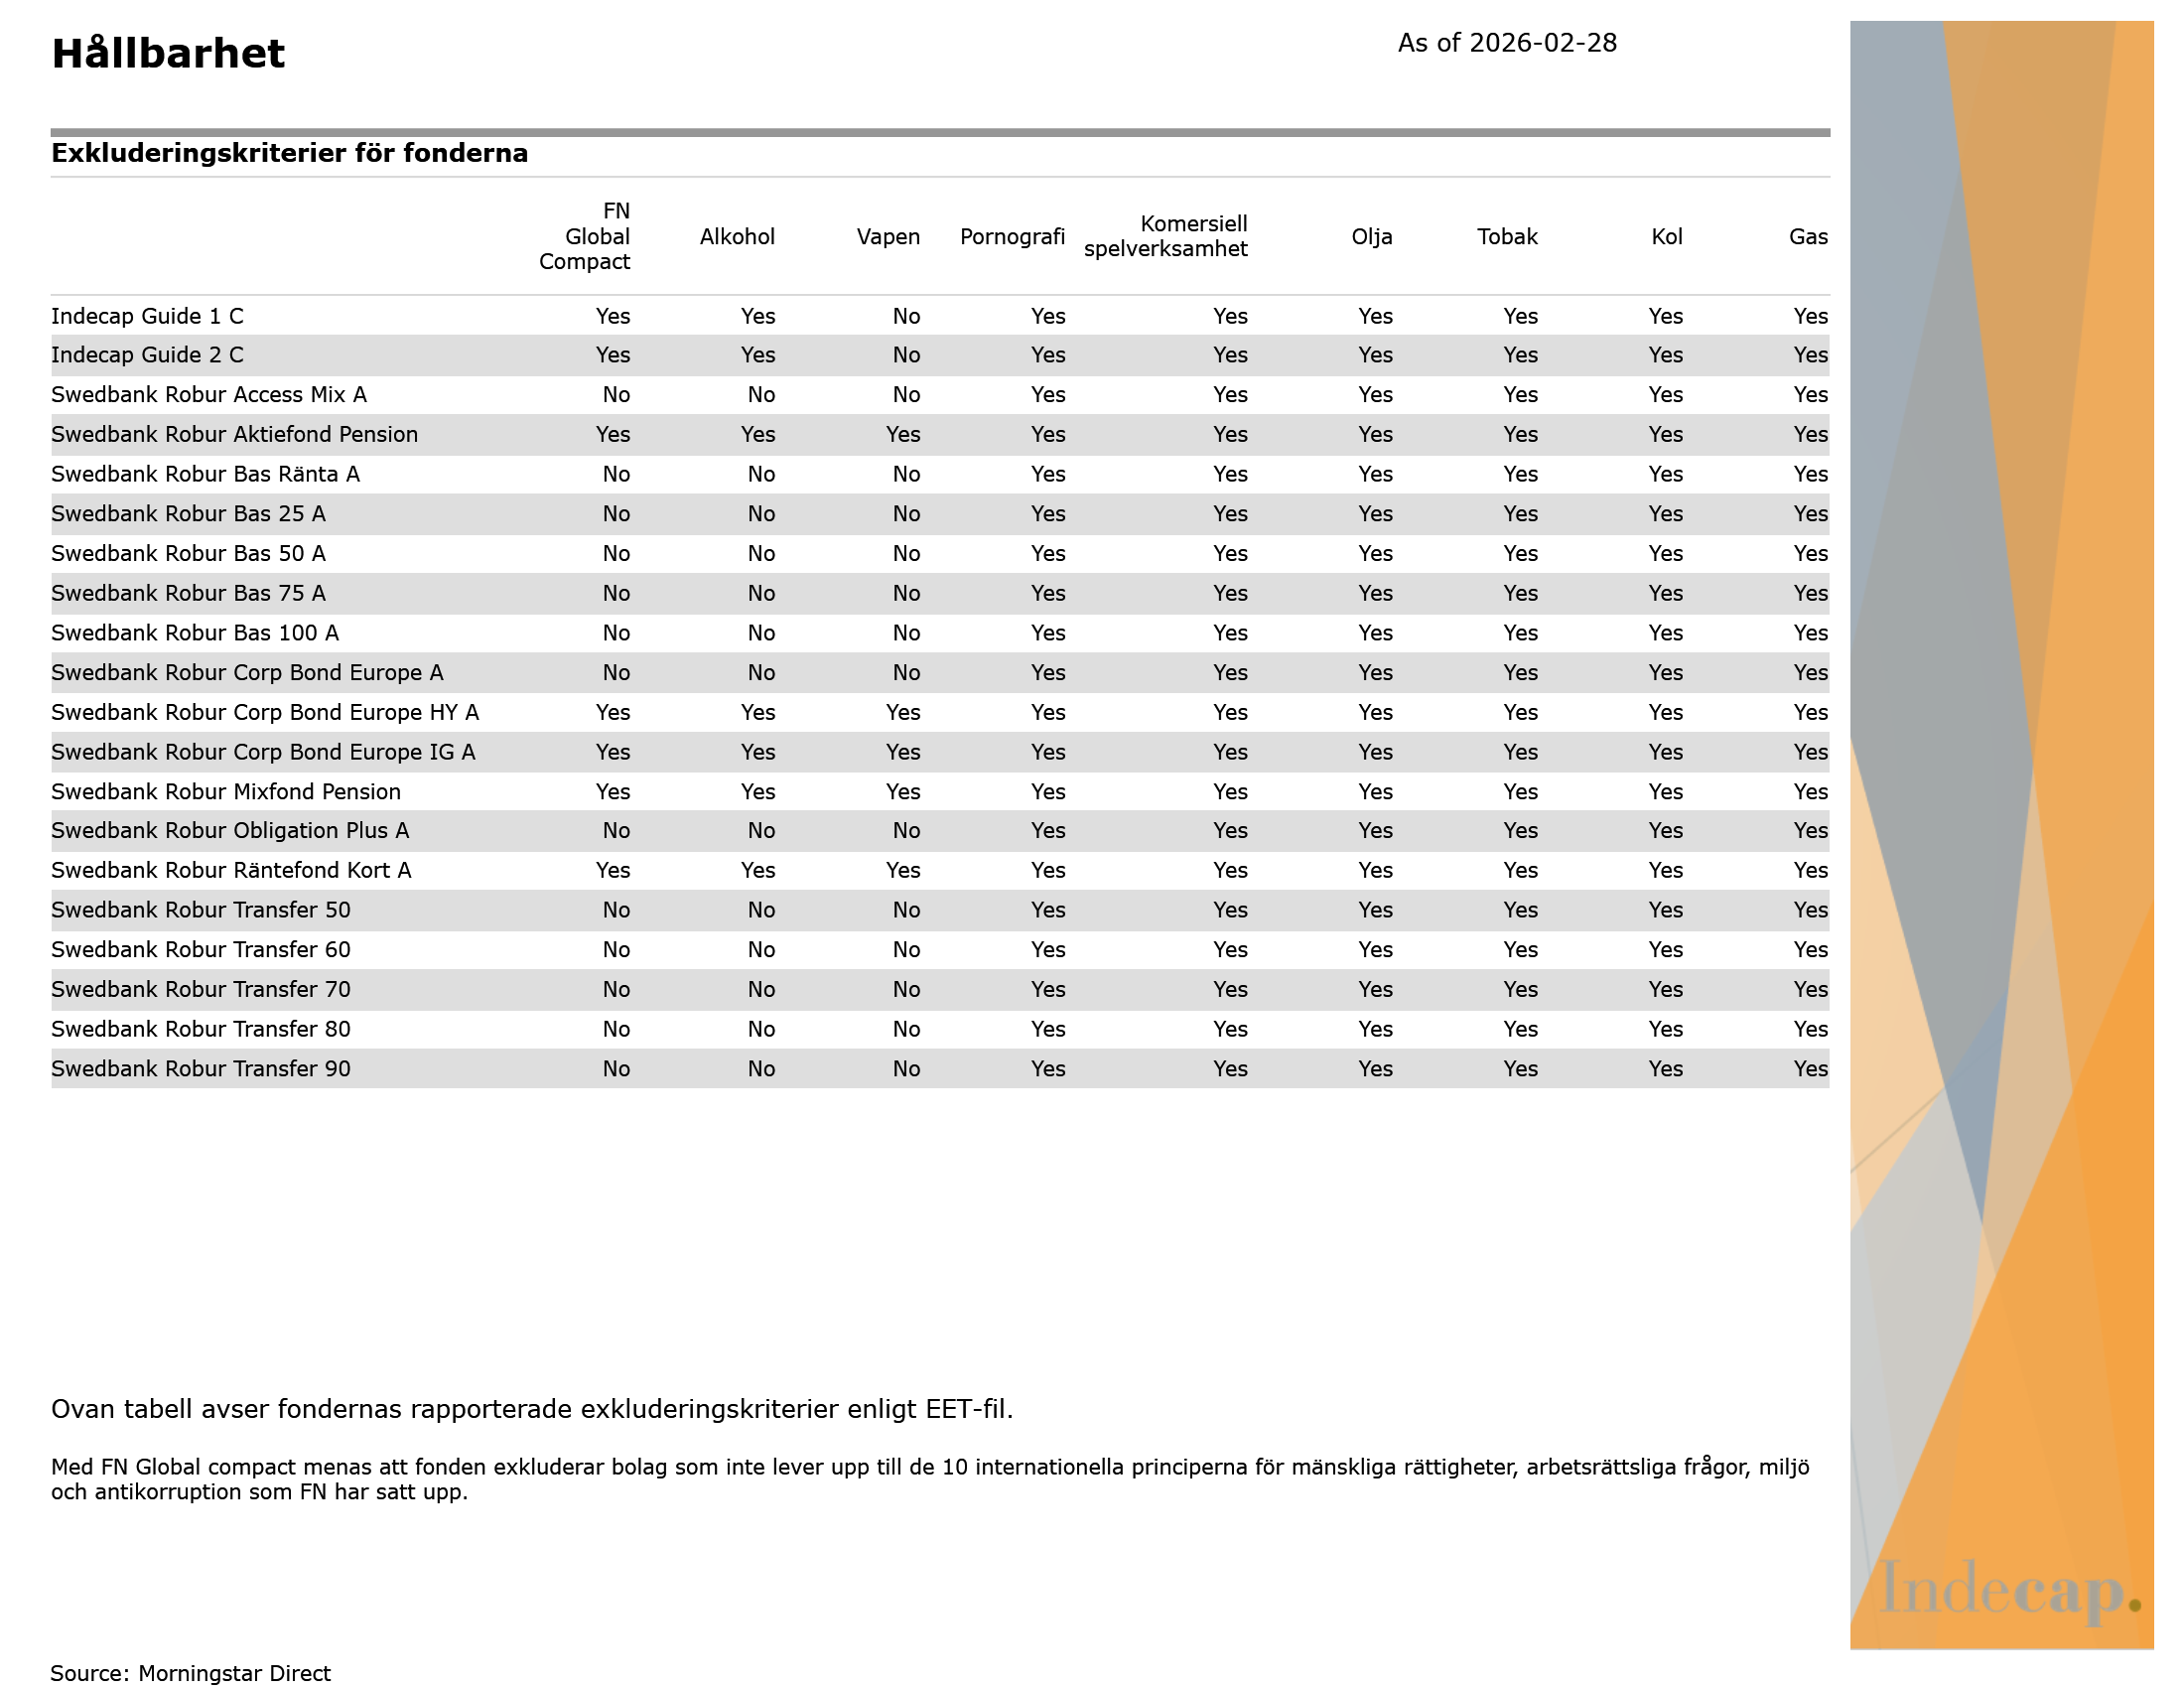 Hållbarhet
As of 2026-02-28
Exkluderingskriterier för fonderna
FN Global Compact Alkohol Vapen Pornografi Komersiell spelverksamhet Olja Tobak Kol Gas
Indecap Guide 1 C Yes Yes No Yes Yes Yes Yes Yes Yes
Indecap Guide 2 C Yes Yes No Yes Yes Yes Yes Yes Yes
Swedbank Robur Access Mix A No No No Yes Yes Yes Yes Yes Yes
Swedbank Robur Aktiefond Pension Yes Yes Yes Yes Yes Yes Yes Yes Yes
Swedbank Robur Bas Ränta A No No No Yes Yes Yes Yes Yes Yes
Swedbank Robur Bas 25 A No No No Yes Yes Yes Yes Yes Yes
Swedbank Robur Bas 50 A No No No Yes Yes Yes Yes Yes Yes
Swedbank Robur Bas 75 A No No No Yes Yes Yes Yes Yes Yes
Swedbank Robur Bas 100 A No No No Yes Yes Yes Yes Yes Yes
Swedbank Robur Corp Bond Europe A No No No Yes Yes Yes Yes Yes Yes
Swedbank Robur Corp Bond Europe HY A Yes Yes Yes Yes Yes Yes Yes Yes Yes
Swedbank Robur Corp Bond Europe IG A Yes Yes Yes Yes Yes Yes Yes Yes Yes
Swedbank Robur Mixfond Pension Yes Yes Yes Yes Yes Yes Yes Yes Yes
Swedbank Robur Obligation Plus A No No No Yes Yes Yes Yes Yes Yes
Swedbank Robur Räntefond Kort A Yes Yes Yes Yes Yes Yes Yes Yes Yes
Swedbank Robur Transfer 50 No No No Yes Yes Yes Yes Yes Yes
Swedbank Robur Transfer 60 No No No Yes Yes Yes Yes Yes Yes
Swedbank Robur Transfer 70 No No No Yes Yes Yes Yes Yes Yes
Swedbank Robur Transfer 80 No No No Yes Yes Yes Yes Yes Yes
Swedbank Robur Transfer 90 No No No Yes Yes Yes Yes Yes Yes
Ovan tabell avser fondernas rapporterade exkluderingskriterier enligt EET-fil.
Med FN Global compact menas att fonden exkluderar bolag som inte lever upp till de 10 internationella principerna för mänskliga rättigheter, arbetsrättsliga frågor, miljö
och antikorruption som FN har satt upp.
Indecap.
Source: Morningstar Direct